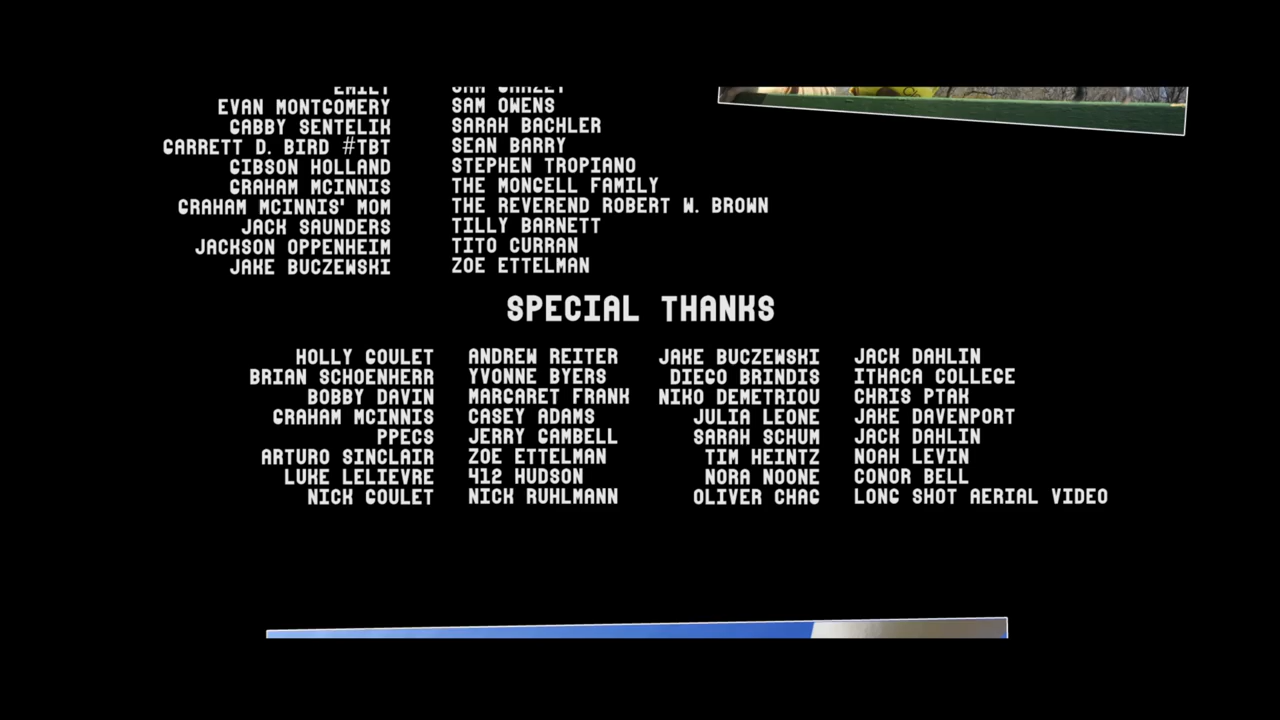 EMILY
EVAN MONTGOMERY SAM OWENS
GABBY SENTELIK SARAH BACHLER
GARRETT D. BIRD #TBT SEAN BARRY
GIBSON HOLLAND STEPHEN TROPIANO
GRAHAM MCINNIS THE MONGELL FAMILY
GRAHAM MCINNIS' MOM THE REVEREND ROBERT W. BROWN
JACK SAUNDERS TILLY BARNETT
JACKSON OPPENHEIM TITO CURRAN
JAKE BUCZEWSKI ZOE ETTELMAN
SPECIAL THANKS
HOLLY GOULET ANDREW REITER JAKE BUCZEWSKI JACK DAHLIN
BRIAN SCHOENHERR YVONNE BYERS DIEGO BRINDIS ITHACA COLLEGE
BOBBY DAVIN MARGARET FRANK NIKO DEMETRIOU CHRIS PTAK
GRAHAM MCINNIS CASEY ADAMS JULIA LEONE JAKE DAVENPORT
PPECS JERRY GAMBELL SARAH SCHUM JACK DAHLIN
ARTURO SINCLAIR ZOE ETTELMAN TIM HEINTZ NOAH LEVIN
LUKE LELIEVRE 412 HUDSON NORA NOONE CONOR BELL
NICK GOULET NICK RUHLMANN OLIVER CHAG LONG SHOT AERIAL VIDEO